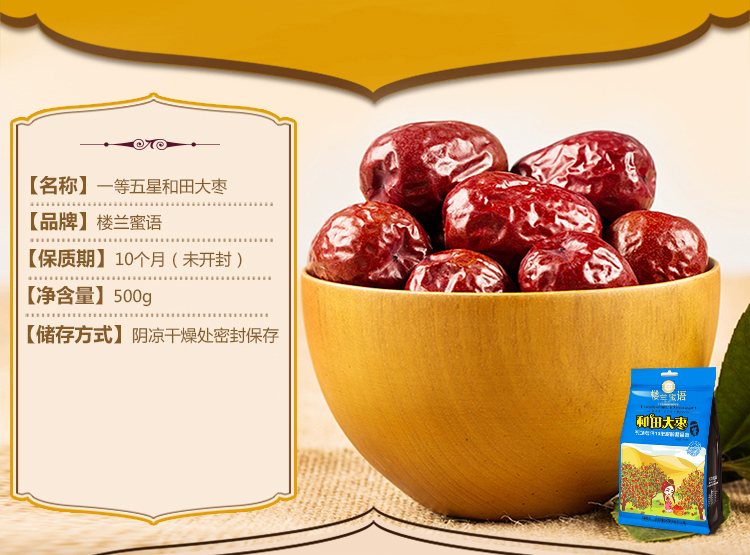 【名称】一等五星和田大枣
【品牌】楼兰蜜语
【保质期】10个月（未开封）
【净含量】500g
【储存方式】阴凉干燥处密封保存
楼兰蜜语
和田大枣